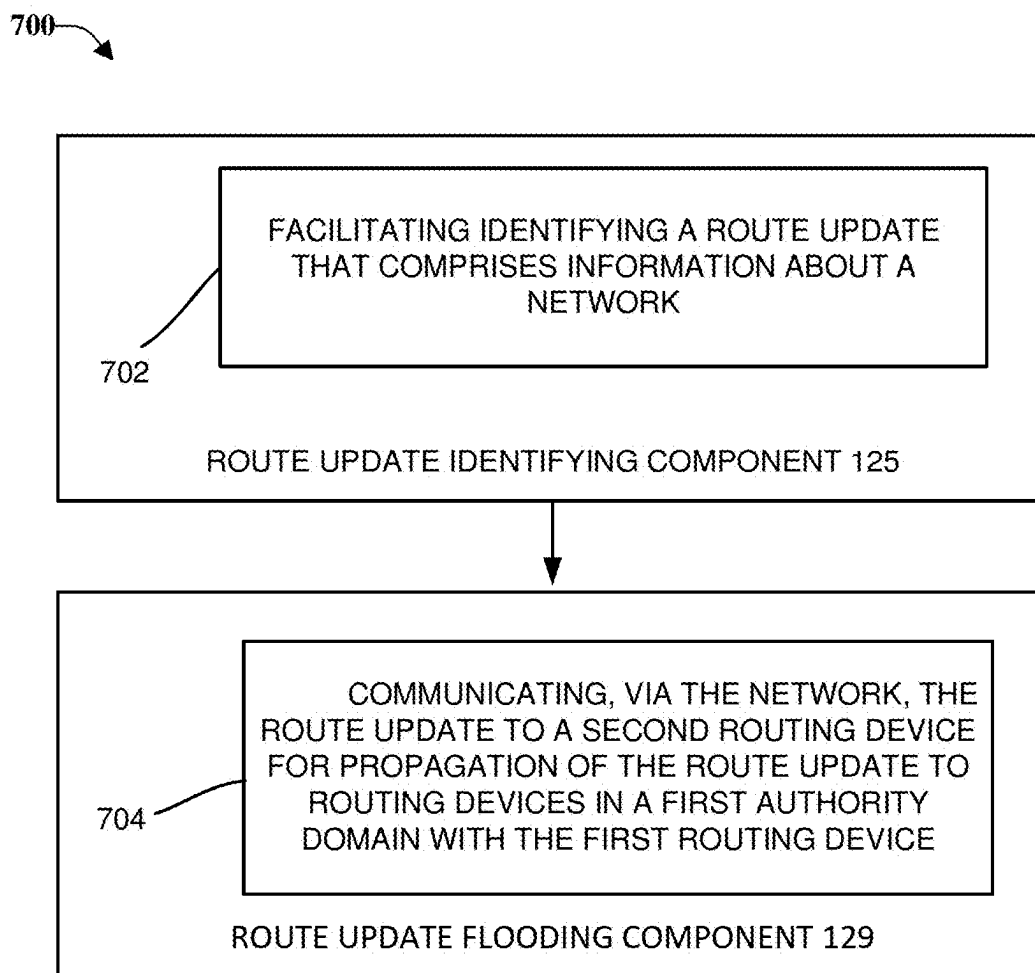 700
FACILITATING IDENTIFYING A ROUTE UPDATE
THAT COMPRISES INFORMATION ABOUT A
NETWORK
702
ROUTE UPDATE IDENTIFYING COMPONENT 125
COMMUNICATING, VIA THE NETWORK, THE
ROUTE UPDATE TO A SECOND ROUTING DEVICE
FOR PROPAGATION OF THE ROUTE UPDATE TO
ROUTING DEVICES IN A FIRST AUTHORITY
DOMAIN WITH THE FIRST ROUTING DEVICE
704
ROUTE UPDATE FLOODING COMPONENT 129